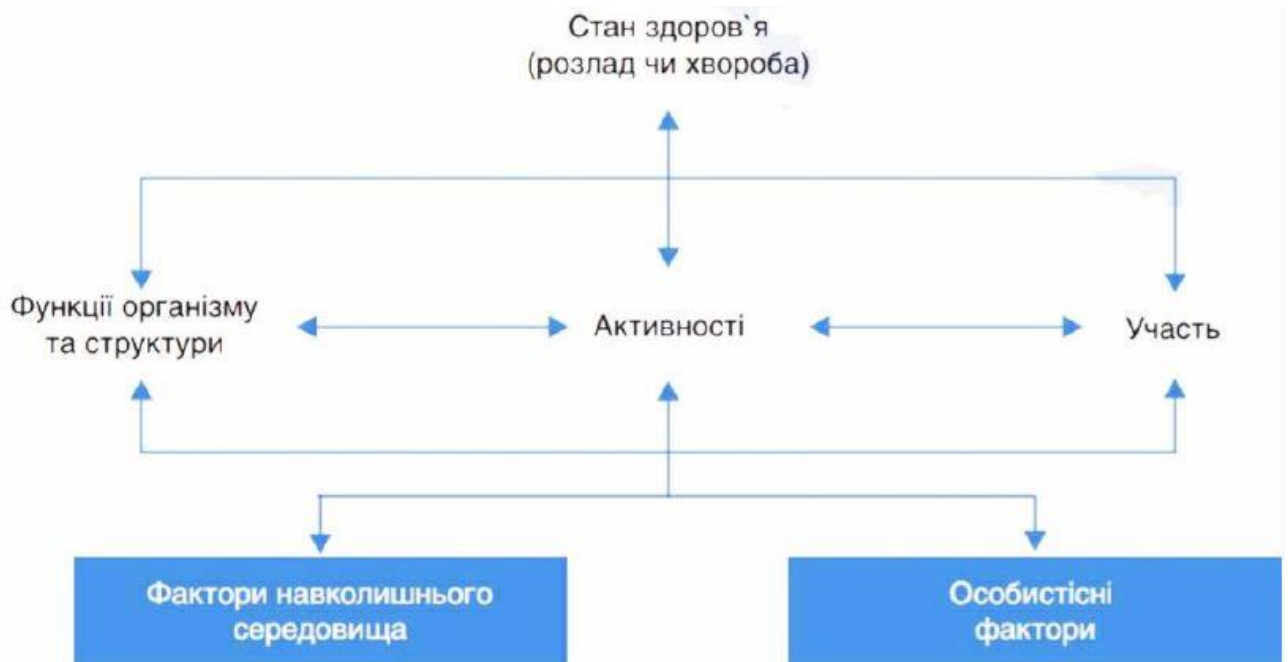 Стан здоров`я
(розлад чи хвороба)
Функції організму
та структури
Активності
Участь
Фактори навколишнього
середовища
Особистісні
фактори